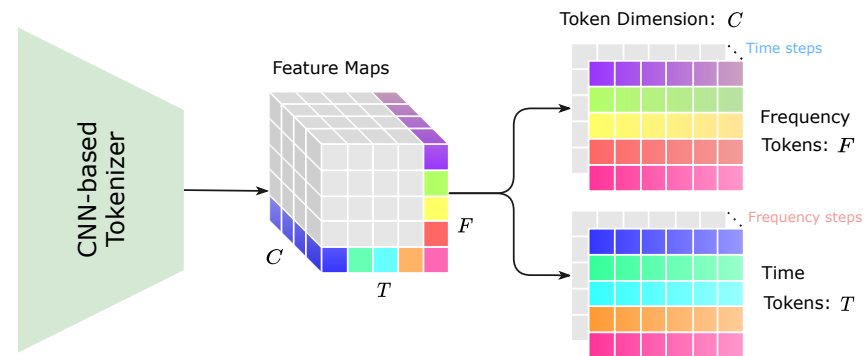 CNN-based
Tokenizer
Feature Maps
C
T
F
Token Dimension: C
Time steps
Frequency
Tokens: F
Frequency steps
Time
Tokens: T